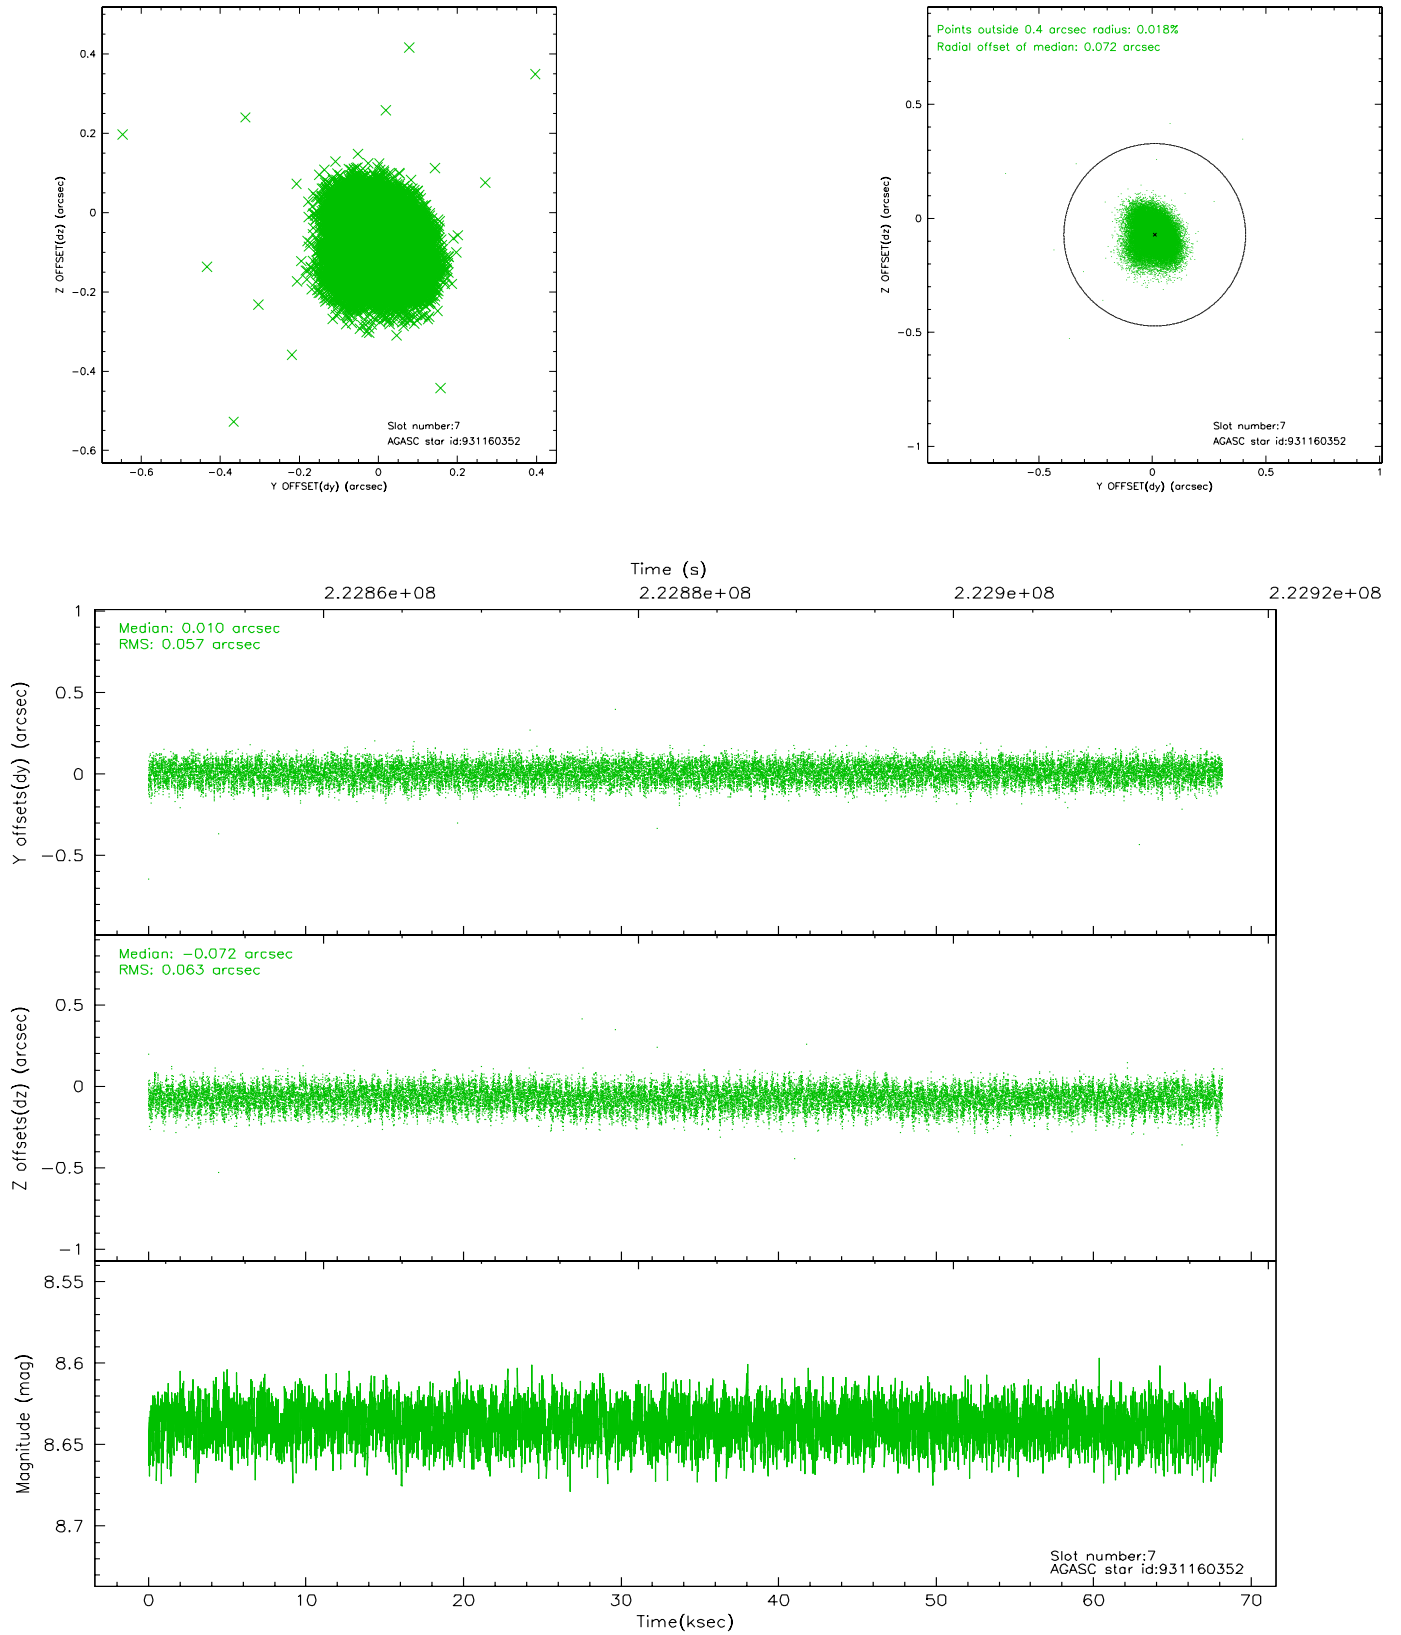 0.4
0.2
0
−0.2
−0.4
−0.6
Z OFFSET(dz) (arcsec)
Slot number:7
AGASC star id:931160352
−0.6 −0.4 −0.2 0 0.2 0.4
Y OFFSET(dy) (arcsec)
Points outside 0.4 arcsec radius: 0.018%
Radial offset of median: 0.072 arcsec
0.5
0
−0.5
−1
Z OFFSET(dz) (arcsec)
Slot number:7
AGASC star id:931160352
−0.5 0 0.5 1
Y OFFSET(dy) (arcsec)
Time (s)
2.2286e+08 2.2288e+08 2.229e+08 2.2292e+08
Median: 0.010 arcsec
RMS: 0.057 arcsec
1
0.5
0
−0.5
Y offsets(dy) (arcsec)
Median: −0.072 arcsec
RMS: 0.063 arcsec
0.5
0
−0.5
−1
Z offsets(dz) (arcsec)
8.55
8.6
8.65
8.7
Magnitude (mag)
Slot number:7
AGASC star id:931160352
0 10 20 30 40 50 60 70
Time(ksec)